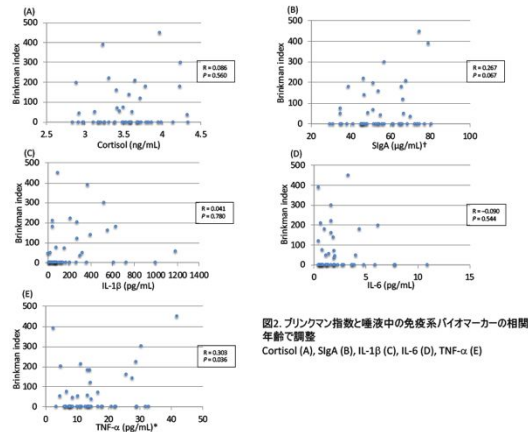 (A)
Brinkman index
500
400
300
200
100
0
2.5 3 3.5 4 4.5
Cortisol (ng/mL)
R = 0.086
P = 0.560
(B)
Brinkman index
500
400
300
200
100
0
0 20 40 60 80 100
SIgA (μg/mL)†
R = 0.267
P = 0.067
(C)
Brinkman index
500
400
300
200
100
0
0 200 400 600 800 1000 1200 1400
IL-1β (pg/mL)
R = 0.041
P = 0.780
(D)
Brinkman index
500
400
300
200
100
0
0 5 10 15
IL-6 (pg/mL)
R = −0.090
P = 0.544
(E)
Brinkman index
500
400
300
200
100
0
0 10 20 30 40 50
TNF-α (pg/mL)*
R = 0.303
P = 0.036
図2. ブリンクマン指数と唾液中の免疫系バイオマーカーの相関
年齢で調整
Cortisol (A), SIgA (B), IL-1β (C), IL-6 (D), TNF-α (E)